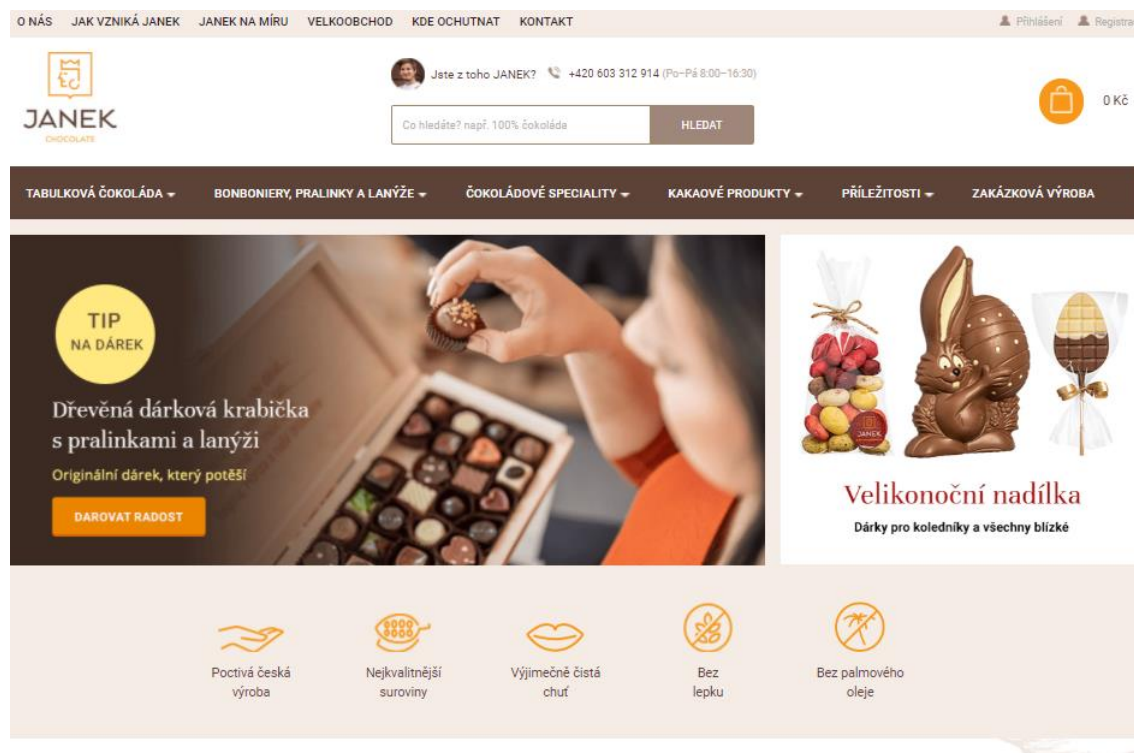 O NÁS JAK VZNIKÁ JANEK JANEK NA MÍRU VELKOOBCHOD KDE OCHUTNAT KONTAKT
Přihlášení Registra
JANEK
CHOCOLATE
Jste z toho JANEK? +420 603 312 914 (Po–Pá 8:00–16:30)
Co hledáte? např. 100% čokoláda HLEDAT
0 Kč
TABULKOVÁ ČOKOLÁDA BONBONIERY, PRALINKY A LANÝŽE ČOKOLÁDOVÉ SPECIALITY KAKAOVÉ PRODUKTY PŘÍLEŽITOSTI ZAKÁZKOVÁ VÝROBA
TIP
NA DÁREK
Dřevěná dárková krabička
s pralinkami a lanýži
Originální dárek, který potěší
DAROVAT RADOST
JANEK
Velikonoční nadílka
Dárky pro koledníky a všechny blízké
Poctivá česká
výroba
Nejkvalitnější
suroviny
Výjimečně čistá
chuť
Bez
lepku
Bez palmového
oleje